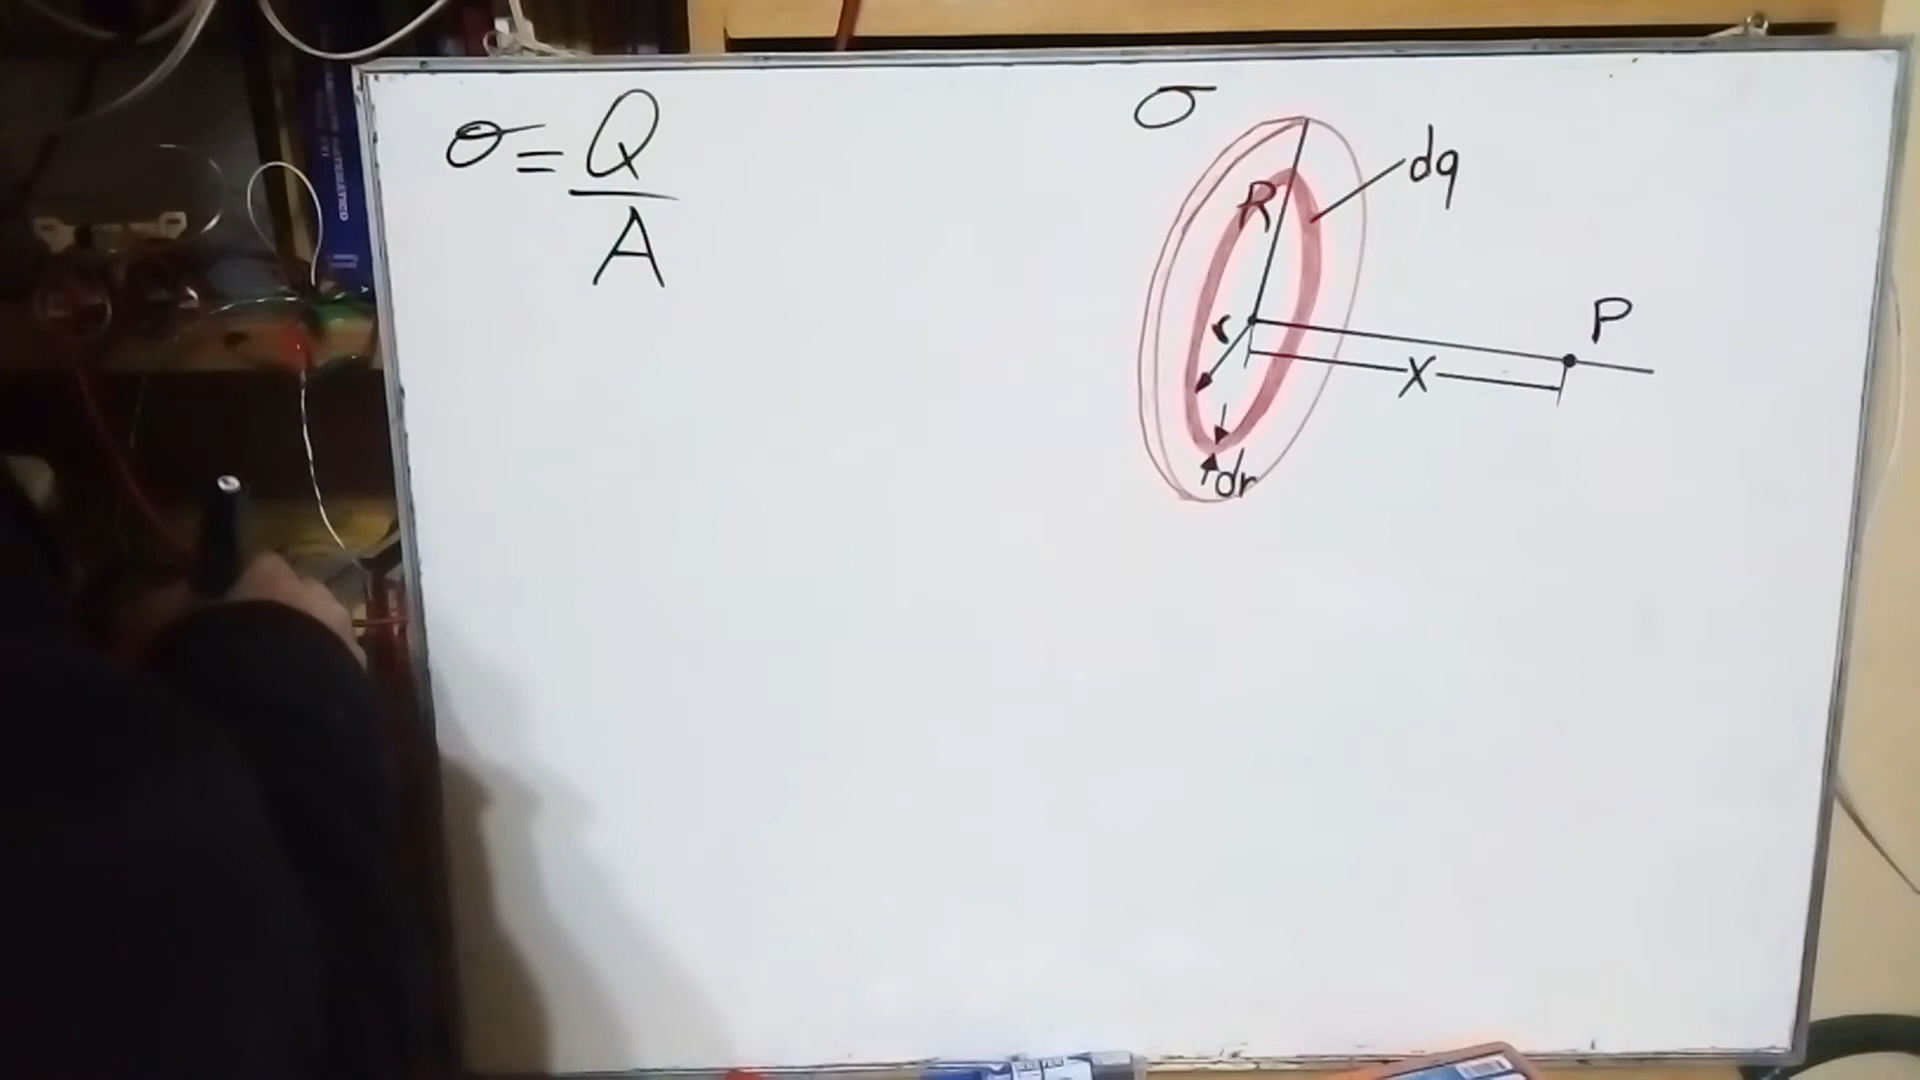 σ = Q
A
σ
dq
R
P
r
X
dr